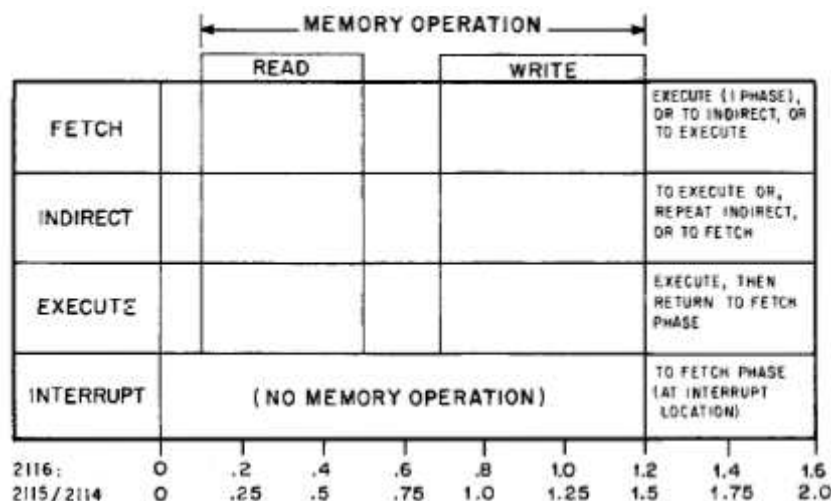 MEMORY OPERATION
READ WRITE
FETCH
EXECUTE (1 PHASE),
OR TO INDIRECT, OR
TO EXECUTE
INDIRECT
TO EXECUTE OR,
REPEAT INDIRECT,
OR TO FETCH
EXECUTE
EXECUTE, THEN
RETURN TO FETCH
PHASE
INTERRUPT
(NO MEMORY OPERATION)
TO FETCH PHASE
(AT INTERRUPT
LOCATION)
2116: 0 .2 .4 .6 .8 1.0 1.2 1.4 1.6
2115/2114 0 .25 .5 .75 1.0 1.25 1.5 1.75 2.0